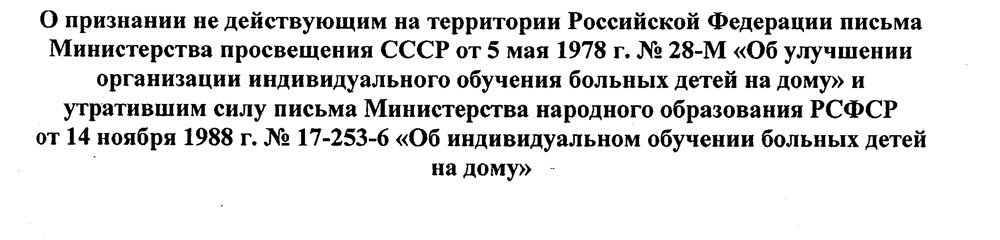 О признании не действующим на территории Российской Федерации письма
Министерства просвещения СССР от 5 мая 1978 г. № 28-М «Об улучшении
организации индивидуального обучения больных детей на дому» и
утратившим силу письма Министерства народного образования РСФСР
от 14 ноября 1988 г. № 17-253-6 «Об индивидуальном обучении больных детей
на дому»